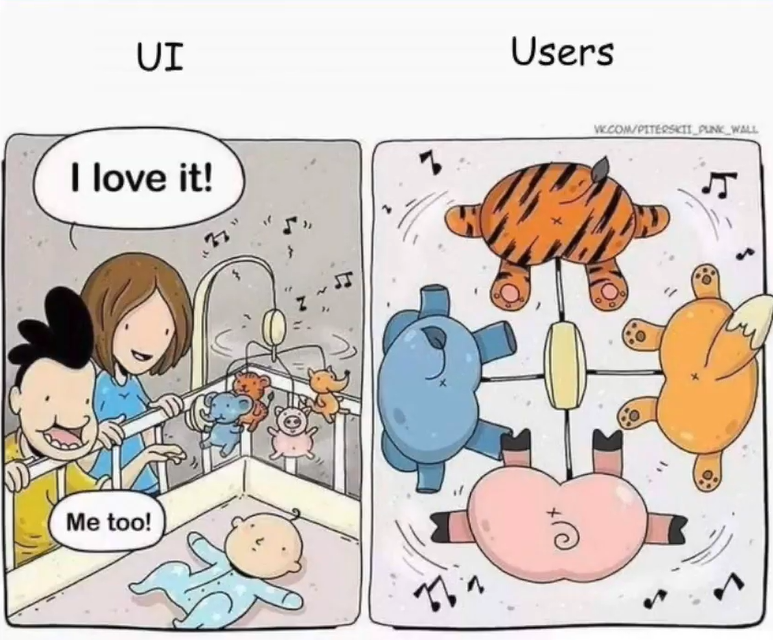 UI
Users
VK.COM/PITERSKII_PUNK_WALL
I love it!
Me too!